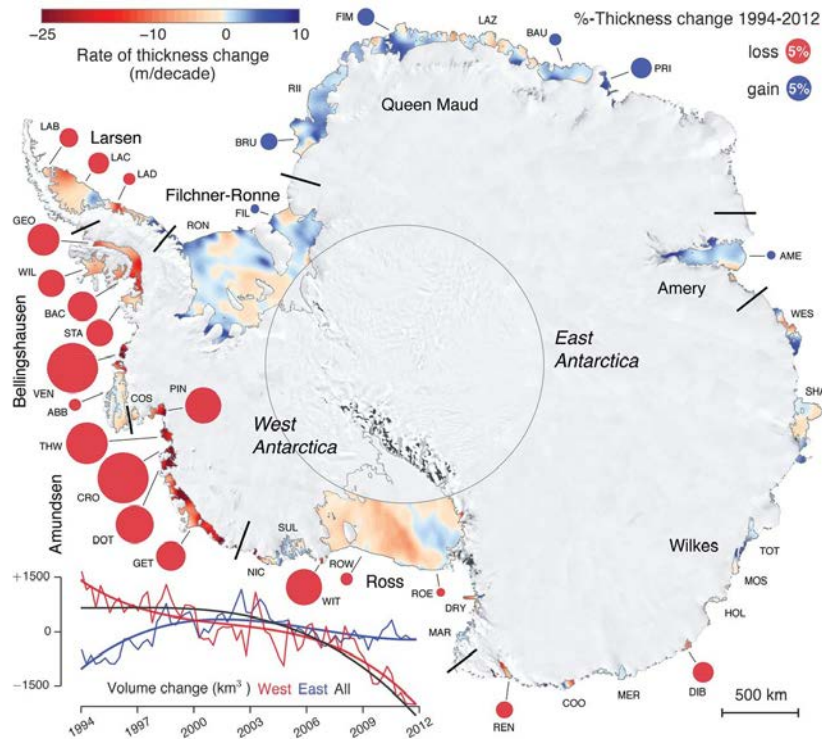 −25 −10 0 10
Rate of thickness change
(m/decade)
%-Thickness change 1994-2012
loss 5%
gain 5%
FIM
LAZ
BAU
PRI
RII
Queen Maud
BRU
LAB
Larsen
LAC
LAD
Filchner-Ronne
FIL
RON
GEO
WIL
BAC
STA
AME
Amery
WES
Bellingshausen
VEN
ABB
COS
PIN
East
Antarctica
West
Antarctica
SHA
THW
CRO
DOT
GET
Amundsen
SUL
NIC
WIT
ROW
Ross
ROE
DRY
MAR
Wilkes
TOT
MOS
HOL
DIB
MER
COO
REN
500 km
+1500
0
−1500
Volume change (km³) West East All
1994 1997 2000 2003 2006 2009 2012